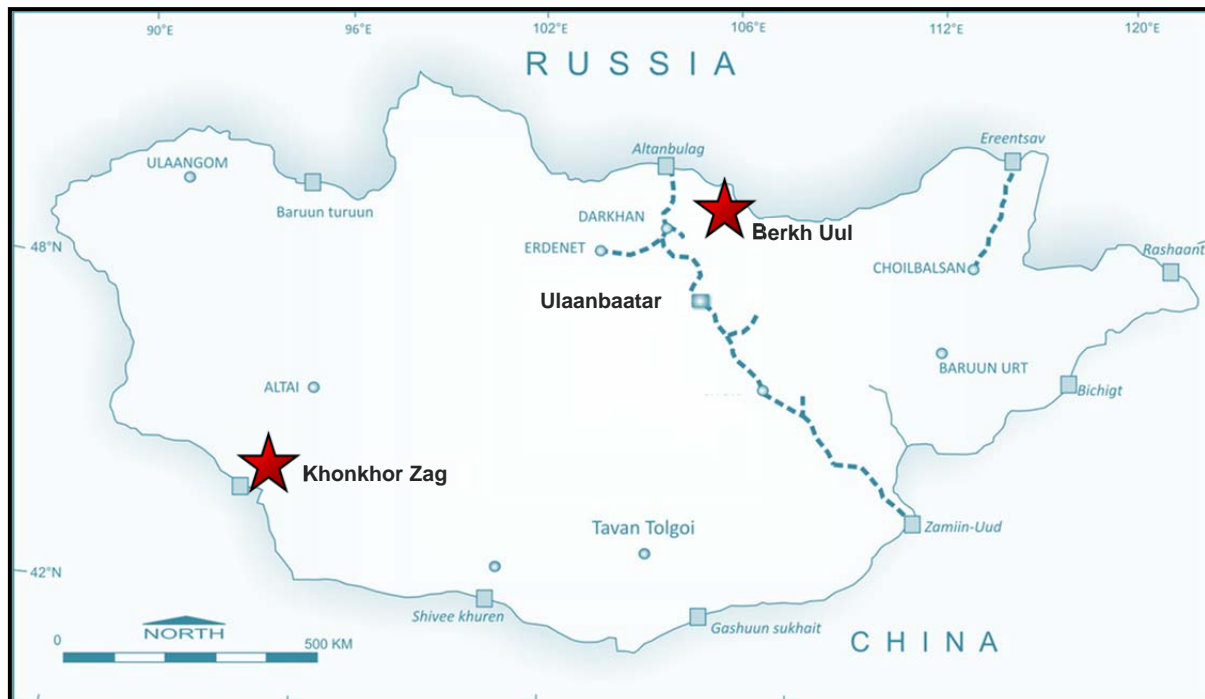 90°E
96°E
102°E
106°E
112°E
120°E
RUSSIA
Altanbulag
Ereentsav
ULAANGOM
Baruun turuun
DARKHAN
Berkh Uul
48°N
ERDENET
CHOILBALSAN
Rashaant
Ulaanbaatar
BARUUN URT
ALTAI
Bichigt
Khonkhor Zag
Tavan Tolgoi
Zamiin-Uud
42°N
Shivee khuren
Gashuun sukhait
NORTH
0
500 KM
CHINA